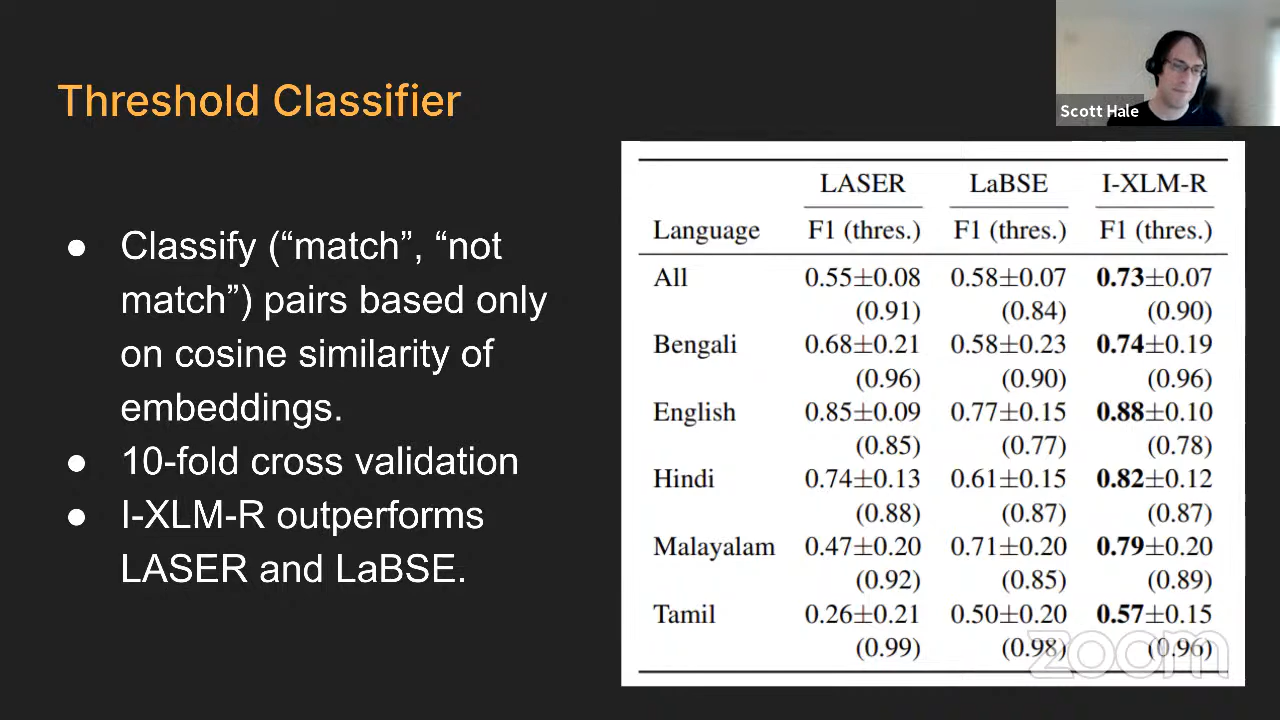 Threshold Classifier
Scott Hale
● Classify (“match”, “not
match”) pairs based only
on cosine similarity of
embeddings.
● 10-fold cross validation
● I-XLM-R outperforms
LASER and LaBSE.
LASER LaBSE I-XLM-R
Language F1 (thres.) F1 (thres.) F1 (thres.)
All 0.55±0.08 0.58±0.07 0.73±0.07
(0.91) (0.84) (0.90)
Bengali 0.68±0.21 0.58±0.23 0.74±0.19
(0.96) (0.90) (0.96)
English 0.85±0.09 0.77±0.15 0.88±0.10
(0.85) (0.77) (0.78)
Hindi 0.74±0.13 0.61±0.15 0.82±0.12
(0.88) (0.87) (0.87)
Malayalam 0.47±0.20 0.71±0.20 0.79±0.20
(0.92) (0.85) (0.89)
Tamil 0.26±0.21 0.50±0.20 0.57±0.15
(0.99) (0.98) (0.96)
zoom